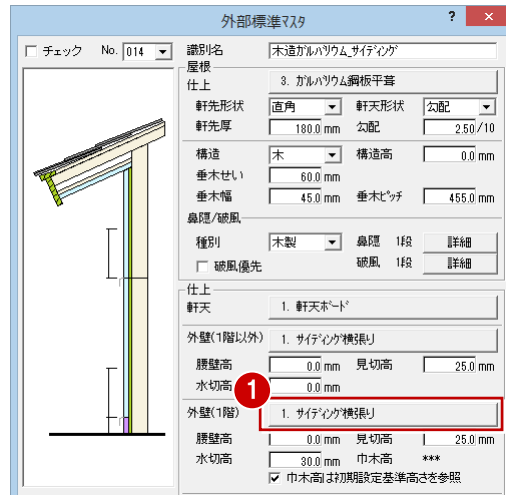 外部標準ﾏｽﾀ ? ×
チェック No. 014 識別名 木造ｶﾞﾙﾊﾞﾘｳﾑ_ｻｲﾃﾞｨﾝｸﾞ
屋根
仕上 3. ｶﾞﾙﾊﾞﾘｳﾑ鋼板平葺
軒先形状 直角 軒天形状 勾配
軒先厚 180.0 mm 勾配 2.50 /10
構造 木 構造高 0.0 mm
垂木せい 60.0 mm
垂木幅 45.0 mm 垂木ﾋﾟｯﾁ 455.0 mm
鼻隠/破風
種別 木製 鼻隠 1段 詳細
破風優先 破風 1段 詳細
仕上
軒天 1. 軒天ﾎﾞｰﾄﾞ
外壁(1階以外) 1. ｻｲﾃﾞｨﾝｸﾞ横張り
腰壁高 0.0 mm 見切高 25.0 mm
水切高 0.0 mm
1
外壁(1階) 1. ｻｲﾃﾞｨﾝｸﾞ横張り
腰壁高 0.0 mm 見切高 25.0 mm
水切高 30.0 mm 巾木高 ***
巾木高は初期設定基準高さを参照